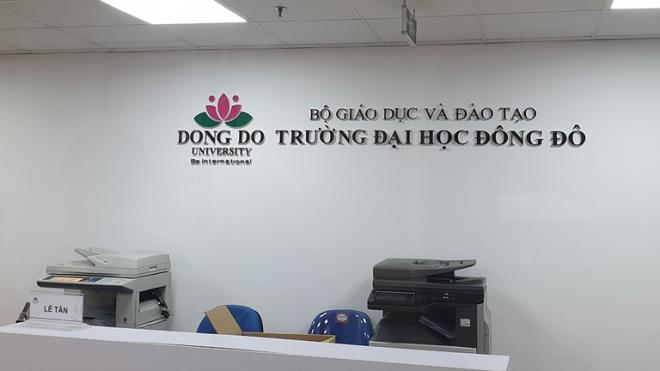 DONG DO
UNIVERSITY
Be International
BỘ GIÁO DỤC VÀ ĐÀO TẠO
TRƯỜNG ĐẠI HỌC ĐÔNG ĐÔ
LỄ TÂN